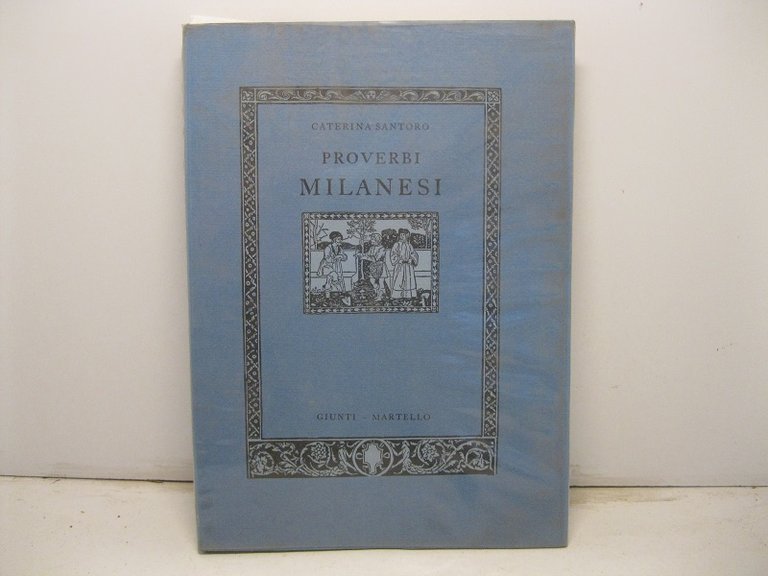 CATERINA SANTORO
PROVERBI
MILANESI
GIUNTI - MARTELLO